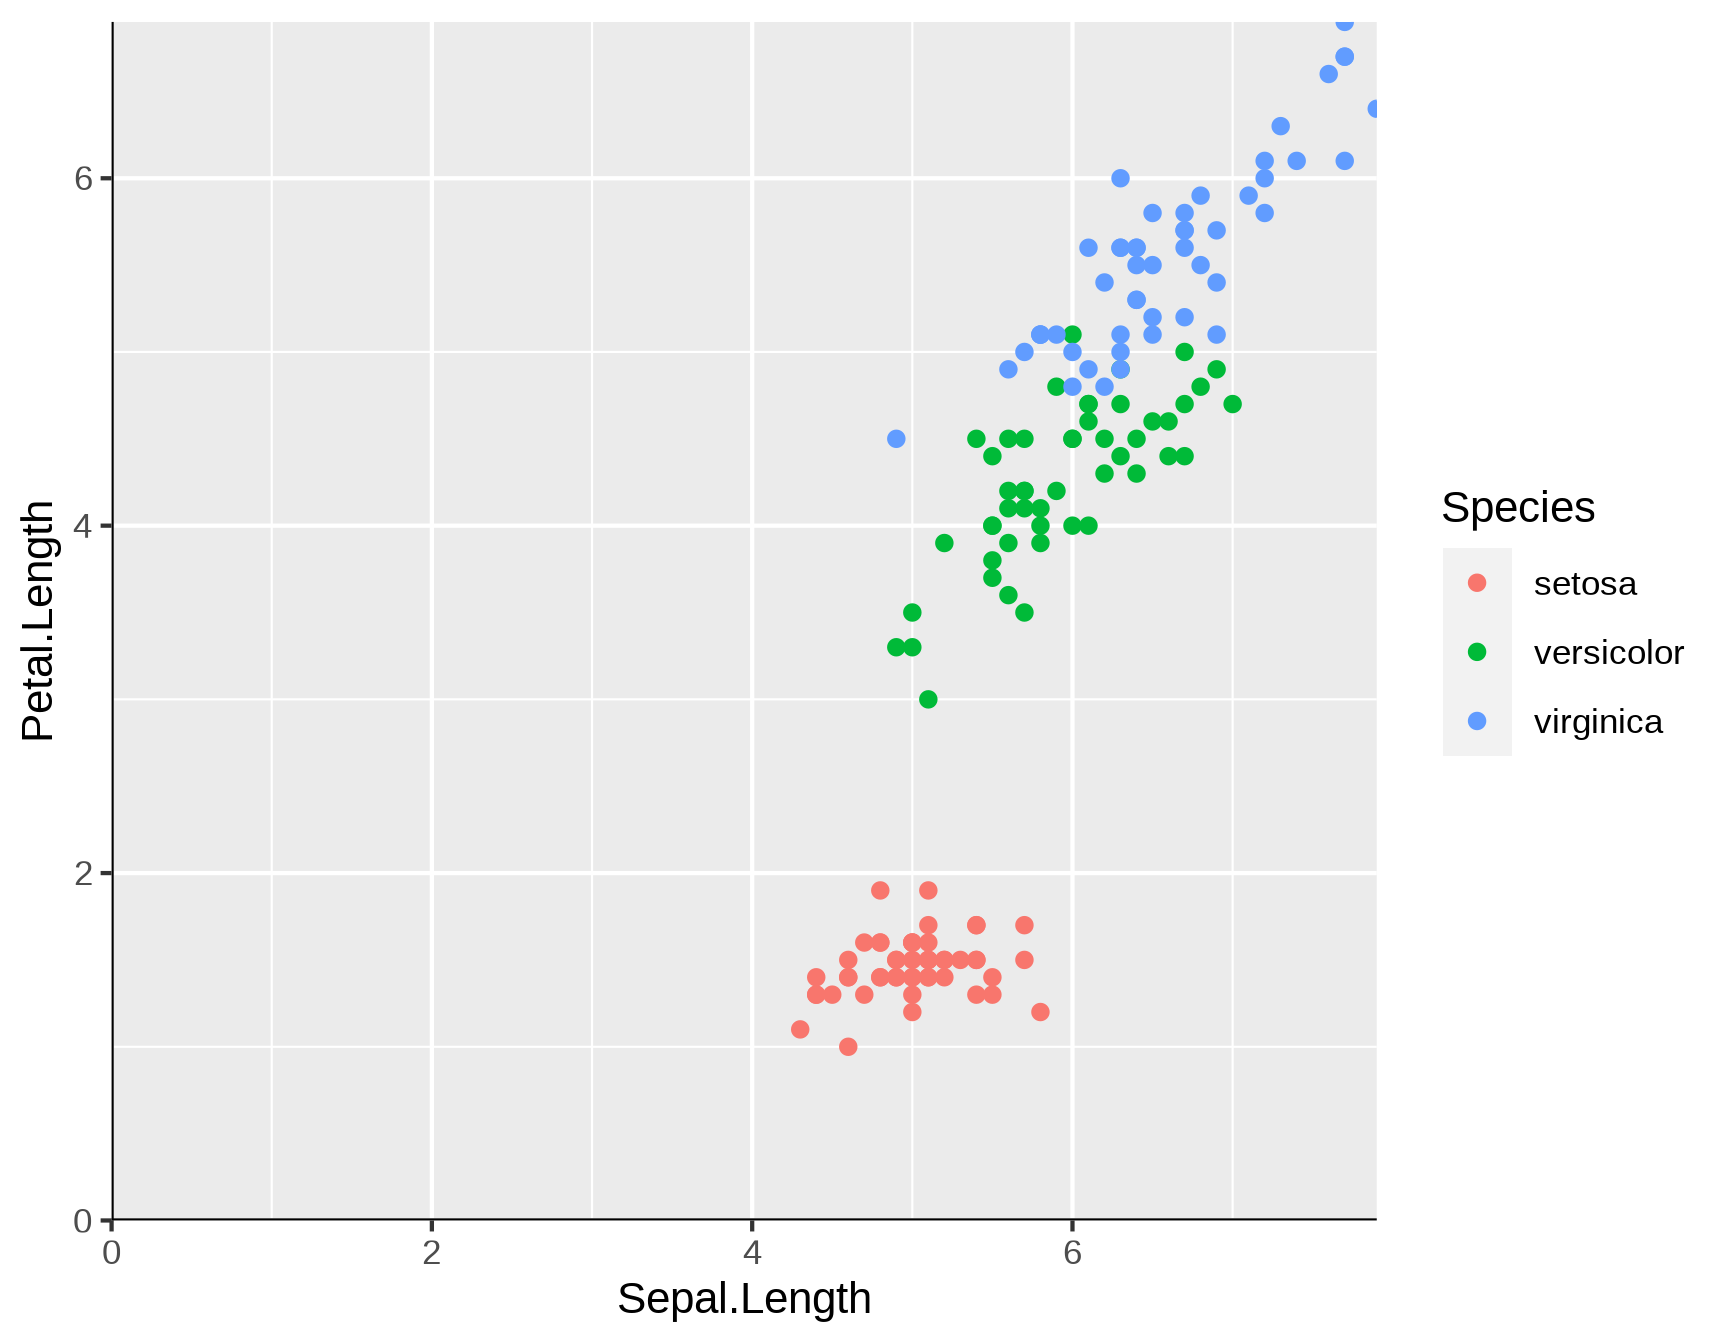 6
4
2
0
0 2 4 6
Petal.Length
Sepal.Length
Species
setosa
versicolor
virginica